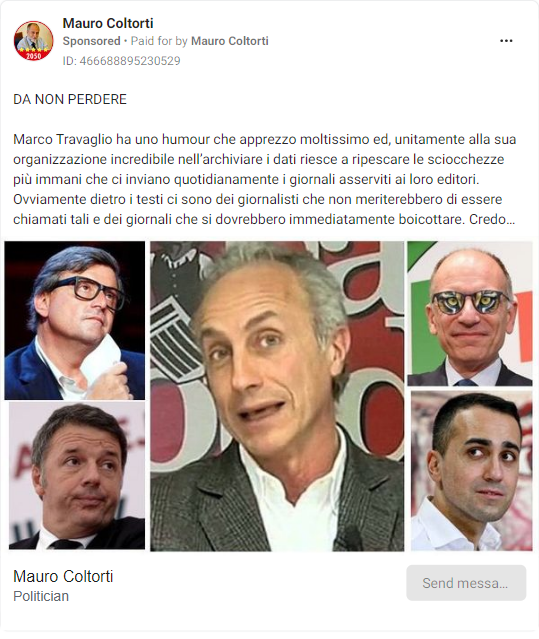 Mauro Coltorti
Sponsored • Paid for by Mauro Coltorti
ID: 466688895230529
2050
DA NON PERDERE
Marco Travaglio ha uno humour che apprezzo moltissimo ed, unitamente alla sua
organizzazione incredibile nell'archiviare i dati riesce a ripescare le sciocchezze
più immani che ci inviano quotidianamente i giornali asserviti ai loro editori.
Ovviamente dietro i testi ci sono dei giornalisti che non meriterebbero di essere
chiamati tali e dei giornali che si dovrebbero immediatamente boicottare. Credo…
Mauro Coltorti
Politician
Send messa...